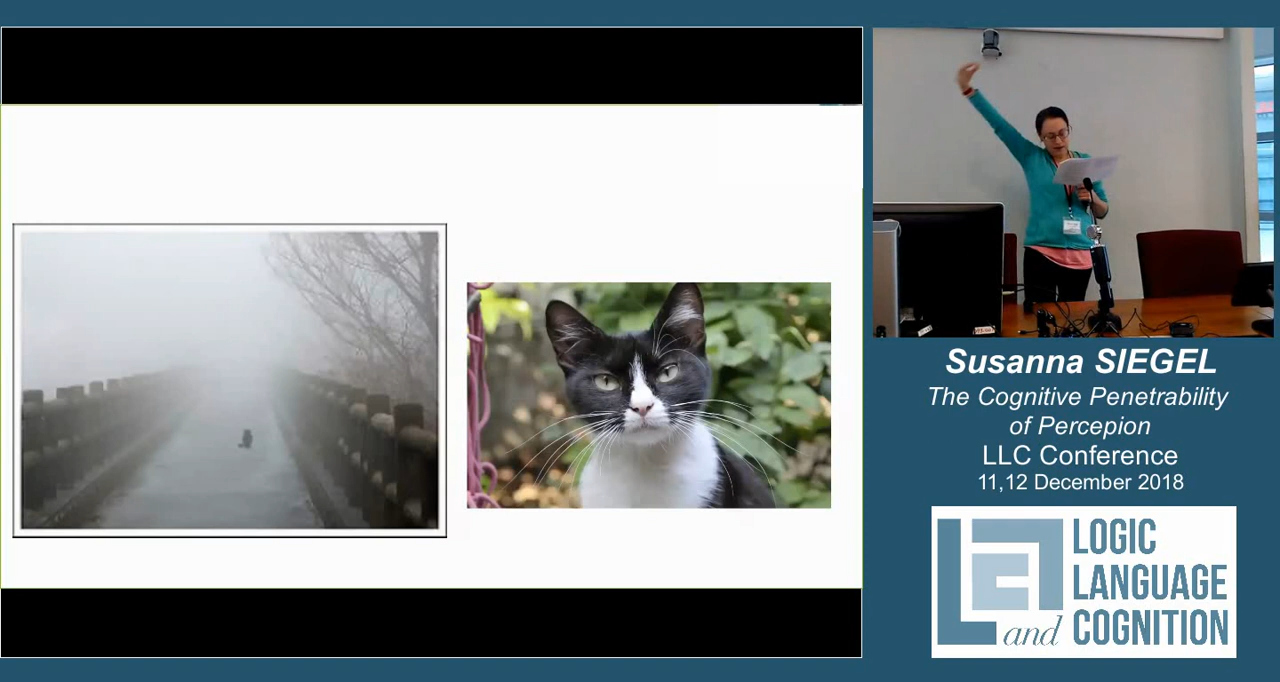 Susanna SIEGEL
The Cognitive Penetrability
of Percepion
LLC Conference
11,12 December 2018
LOGIC
LANGUAGE
and COGNITION